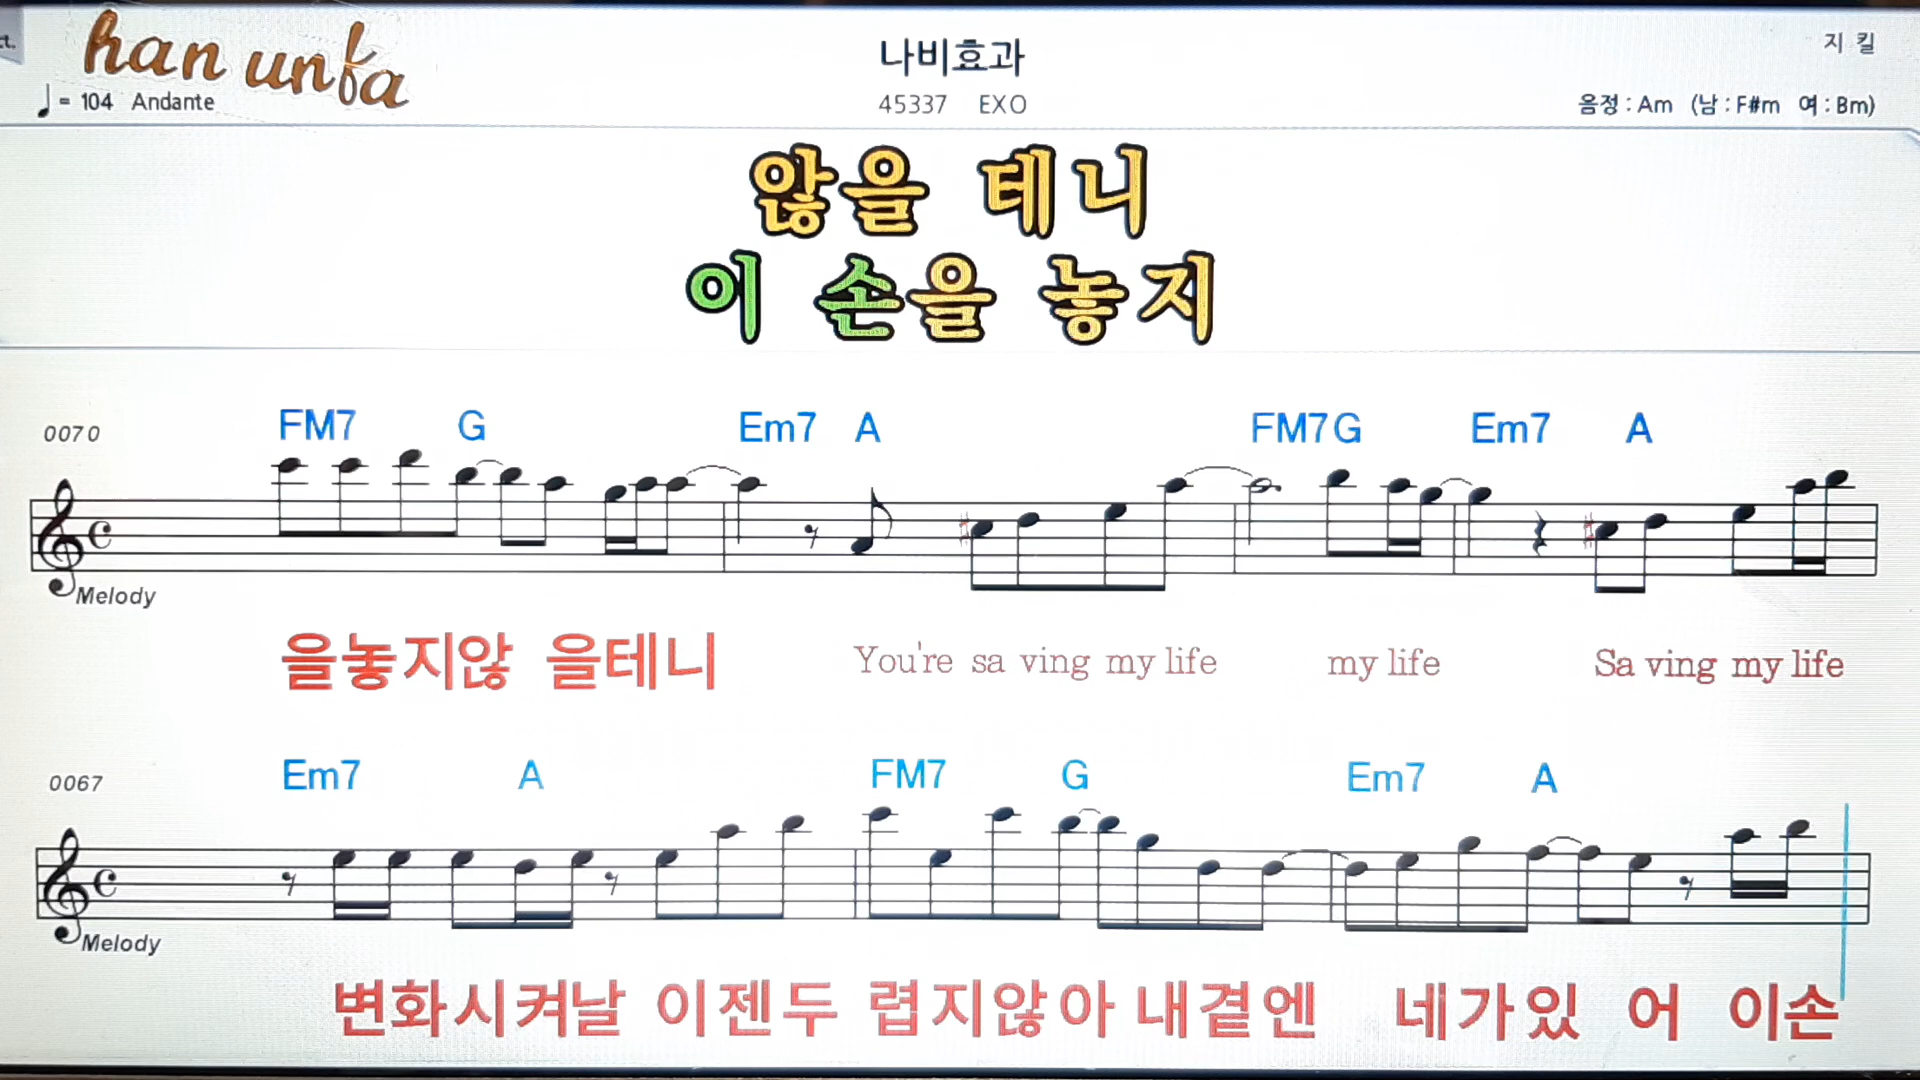 ct.
han unfa
나비효과
지 킬
♩= 104 Andante
45337 EXO
음정 : Am (남 : F#m 여 : Bm)
않을 테니
이 손을 놓지
0070 FM7 G Em7 A FM7 G Em7 A
Melody
을놓지않 을테니 You're sa ving my life my life Sa ving my life
0067 Em7 A FM7 G Em7 A
Melody
변화시켜날 이젠두 렵지않아 내곁엔 네가있 어 이손